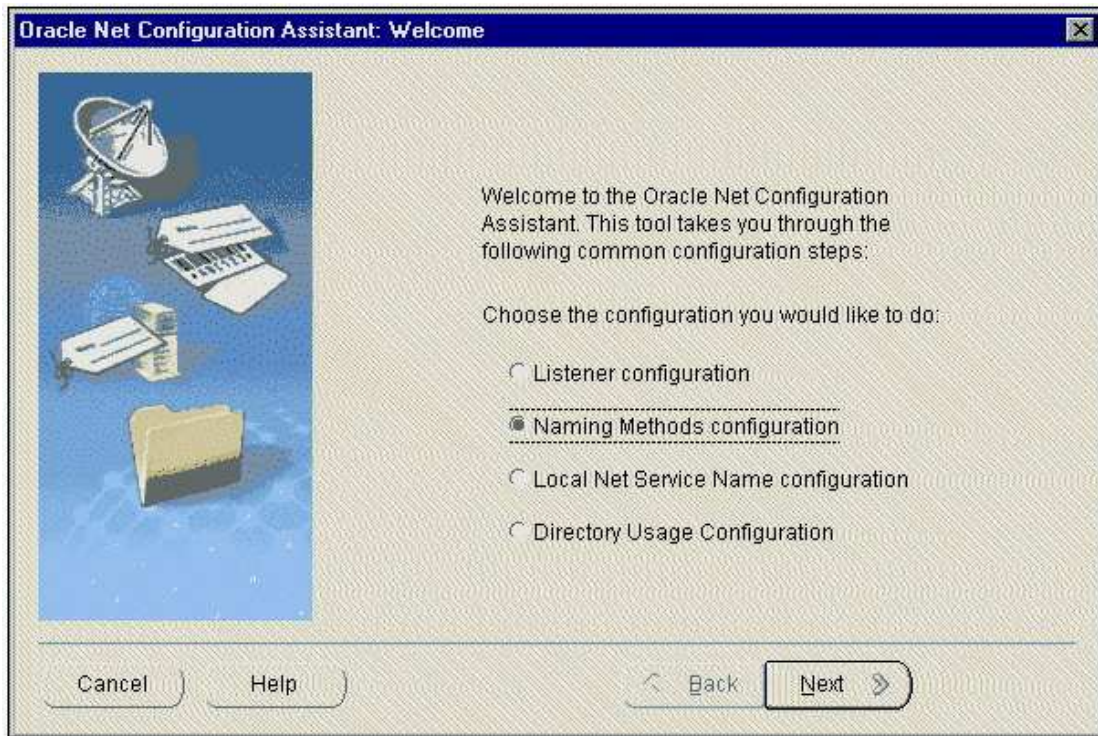 Oracle Net Configuration Assistant: Welcome
Welcome to the Oracle Net Configuration
Assistant. This tool takes you through the
following common configuration steps:
Choose the configuration you would like to do:
Listener configuration
Naming Methods configuration
Local Net Service Name configuration
Directory Usage Configuration
Cancel
Help
Back
Next